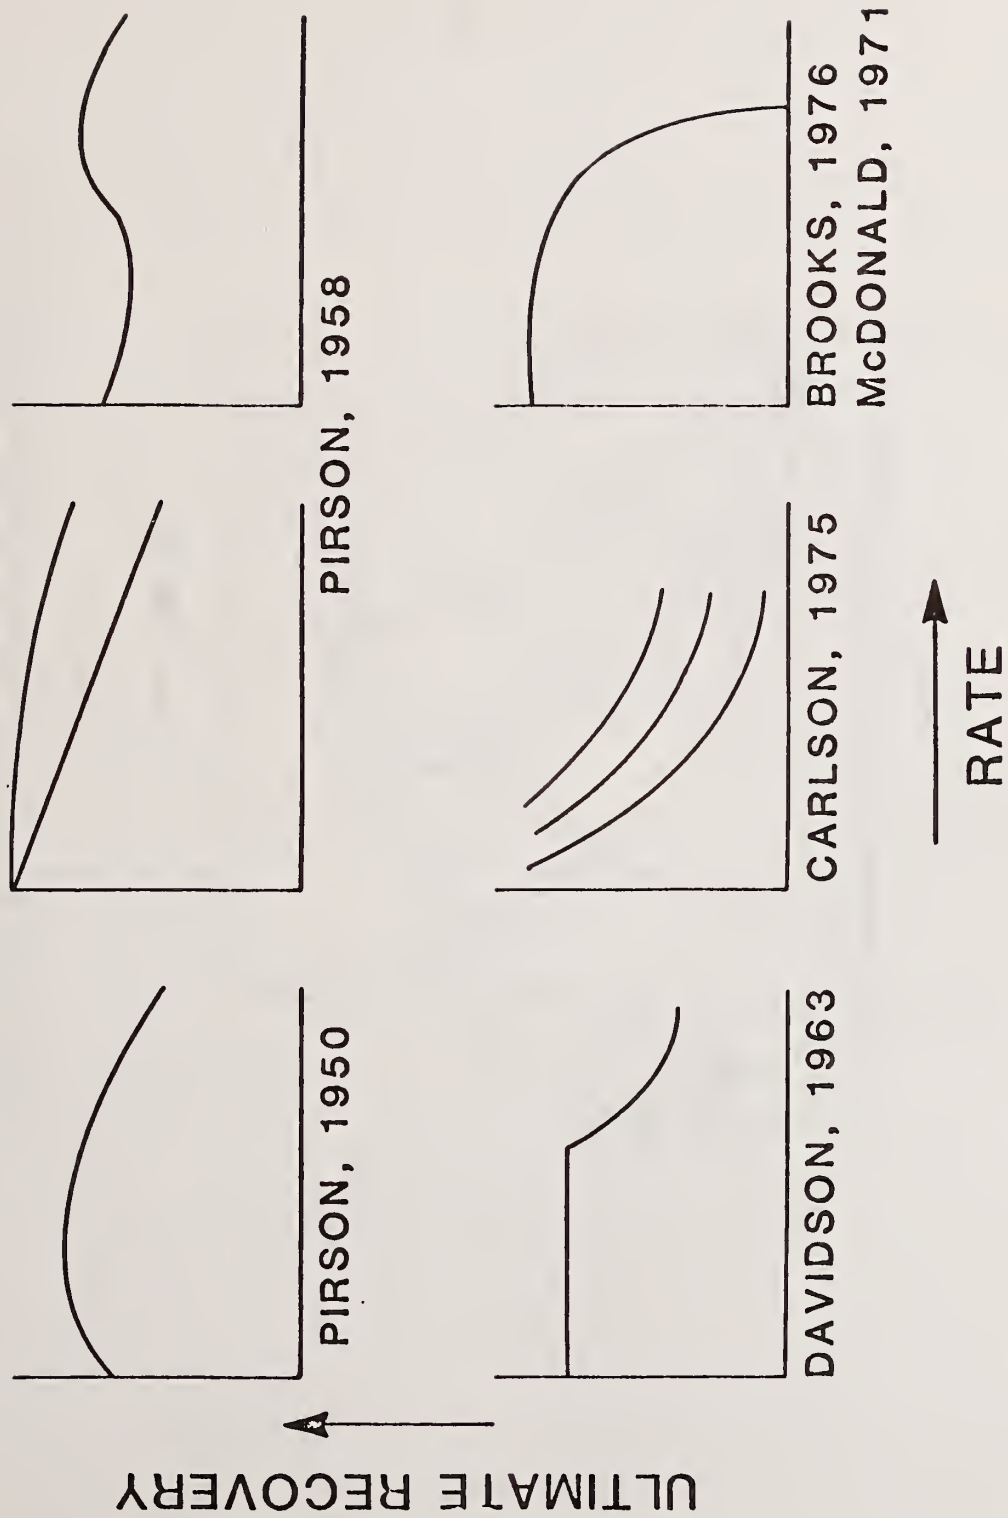 ULTIMATE RECOVERY
PIRSON, 1950
PIRSON, 1958
DAVIDSON, 1963
CARLSON, 1975
BROOKS, 1976
McDONALD, 1971
RATE